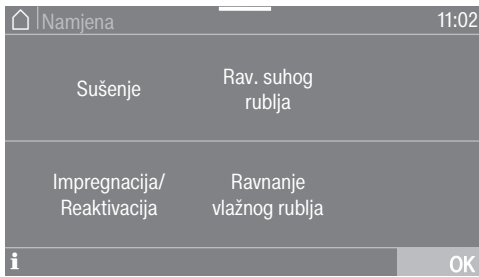 Namjena
11:02
Sušenje
Rav. suhog
rublja
Impregnacija/
Reaktivacija
Ravnanje
vlažnog rublja
i
OK